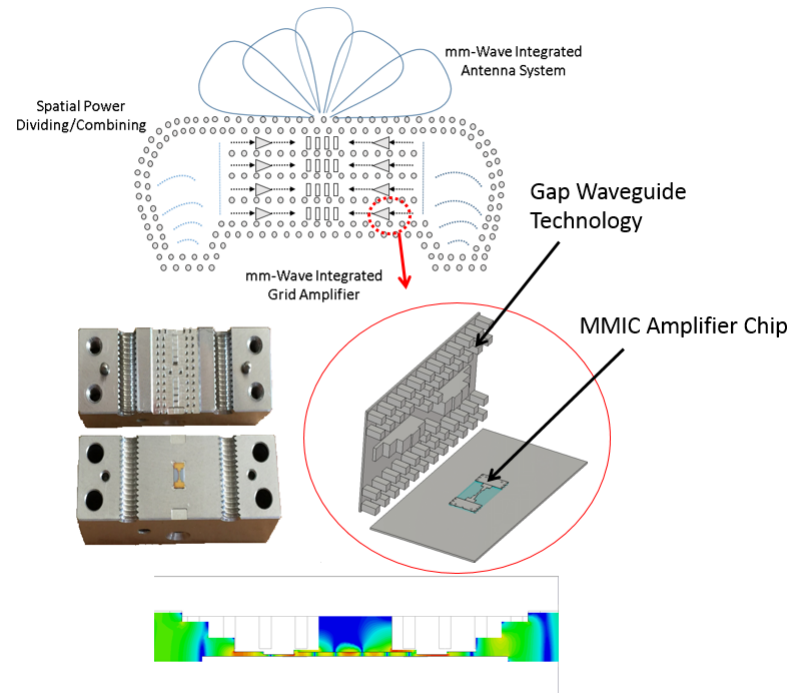 mm-Wave Integrated
Antenna System
Spatial Power
Dividing/Combining
Gap Waveguide
Technology
mm-Wave Integrated
Grid Amplifier
MMIC Amplifier Chip